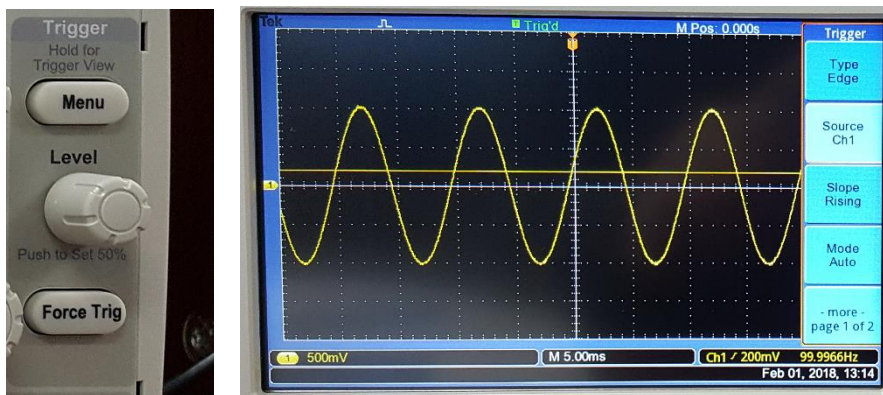 Trigger
Hold for
Trigger View
Menu
Level
Push to Set 50%
Force Trig
Tek
T Trig'd
M Pos: 0.000s
T
1
Trigger
Type
Edge
Source
Ch1
Slope
Rising
Mode
Auto
- more -
page 1 of 2
1 500mV
M 5.00ms
Ch1 / 200mV 99.9966Hz
Feb 01, 2018, 13:14